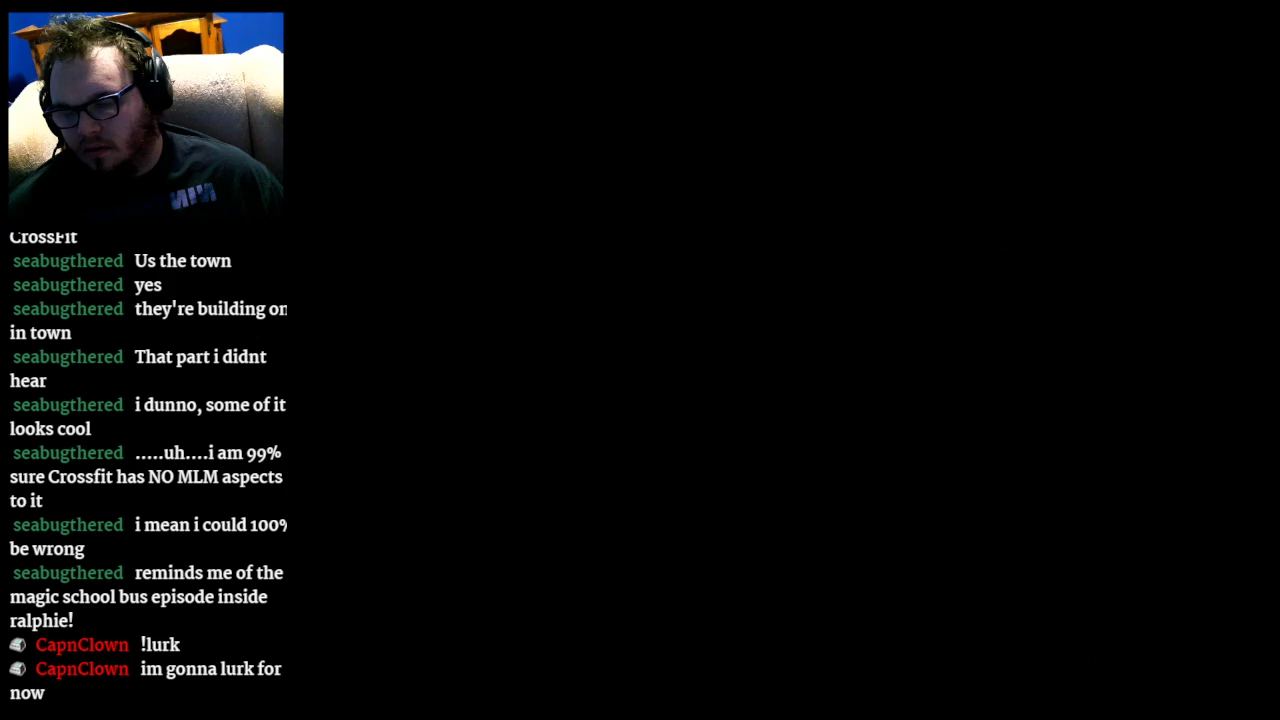 CrossFit
seabugthered Us the town
seabugthered yes
seabugthered they're building on
in town
seabugthered That part i didnt
hear
seabugthered i dunno, some of it
looks cool
seabugthered .....uh....i am 99%
sure Crossfit has NO MLM aspects
to it
seabugthered i mean i could 100%
be wrong
seabugthered reminds me of the
magic school bus episode inside
ralphie!
CapnClown !lurk
CapnClown im gonna lurk for
now